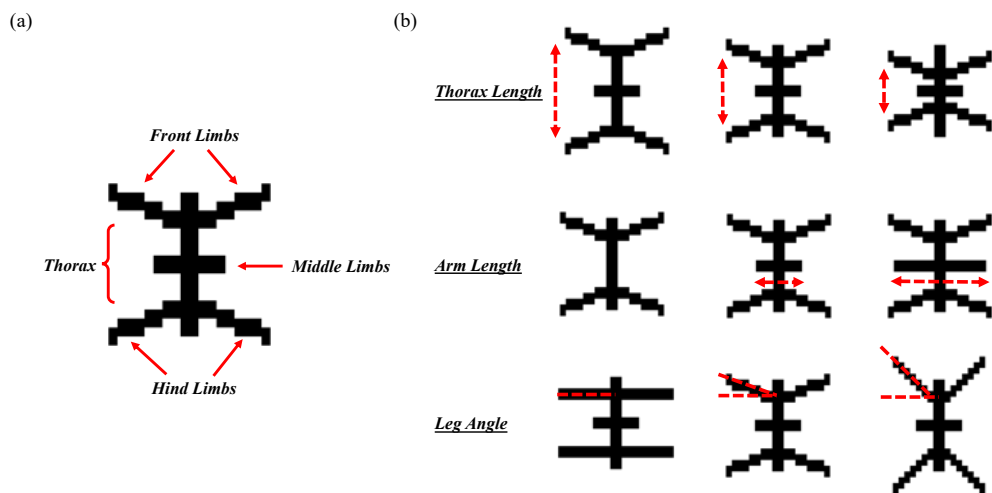 (a)
Front Limbs
Thorax
Middle Limbs
Hind Limbs
(b)
Thorax Length
Arm Length
Leg Angle